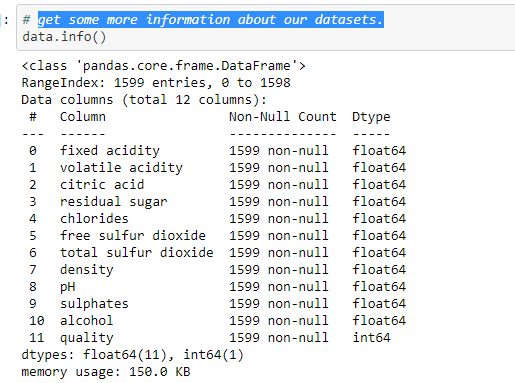 : # get some more information about our datasets.
data.info()
<class 'pandas.core.frame.DataFrame'>
RangeIndex: 1599 entries, 0 to 1598
Data columns (total 12 columns):
 #   Column                Non-Null Count  Dtype
---  ------                --------------  -----
 0   fixed acidity         1599 non-null   float64
 1   volatile acidity      1599 non-null   float64
 2   citric acid           1599 non-null   float64
 3   residual sugar        1599 non-null   float64
 4   chlorides             1599 non-null   float64
 5   free sulfur dioxide   1599 non-null   float64
 6   total sulfur dioxide  1599 non-null   float64
 7   density               1599 non-null   float64
 8   pH                    1599 non-null   float64
 9   sulphates             1599 non-null   float64
 10  alcohol               1599 non-null   float64
 11  quality               1599 non-null   int64
dtypes: float64(11), int64(1)
memory usage: 150.0 KB